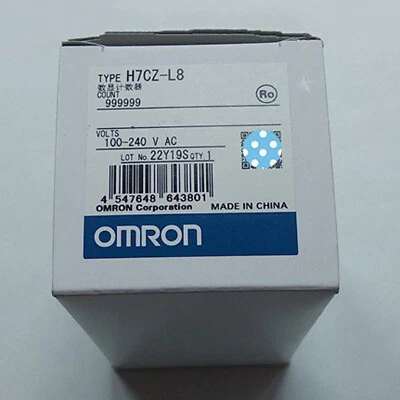 TYPE H7CZ-L8
数显计数器
COUNT
999999
Ro
VOLTS
100-240 V AC
LOT No. 22Y19S QTY. 1
4 547648 643801
OMRON Corporation MADE IN CHINA
OMRON